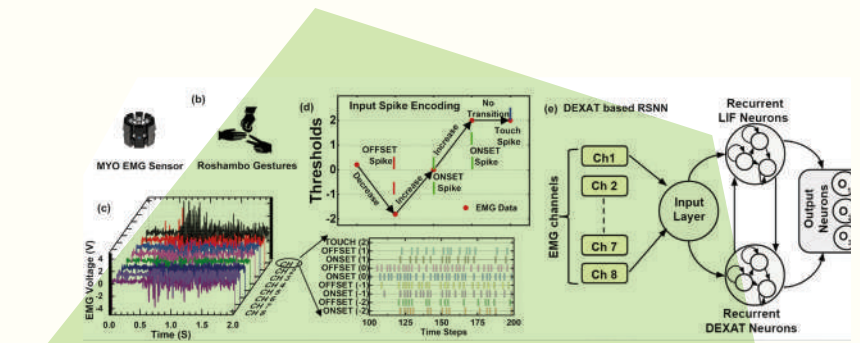 (b)
MYO EMG Sensor
Roshambo Gestures
(c)
EMG Voltage (V)
4
2
0
-2
-4
0.0
0.5
1.0
1.5
2.0
Time (S)
(d)
Input Spike Encoding
No
Transition
Touch
Spike
OFFSET
Spike
ONSET
Spike
ONSET
Spike
Decrease
Increase
Increase
EMG Data
Thresholds
2
1
0
-1
-2
TOUCH (2)
OFFSET (1)
ONSET (1)
OFFSET (0)
ONSET (0)
OFFSET (-1)
ONSET (-1)
OFFSET (-2)
ONSET (-2)
100
125
150
175
200
Time Steps
(e) DEXAT based RSNN
EMG channels
Ch1
Ch 2
Ch 7
Ch 8
Input
Layer
Recurrent
LIF Neurons
Recurrent
DEXAT Neurons
Output
Neurons